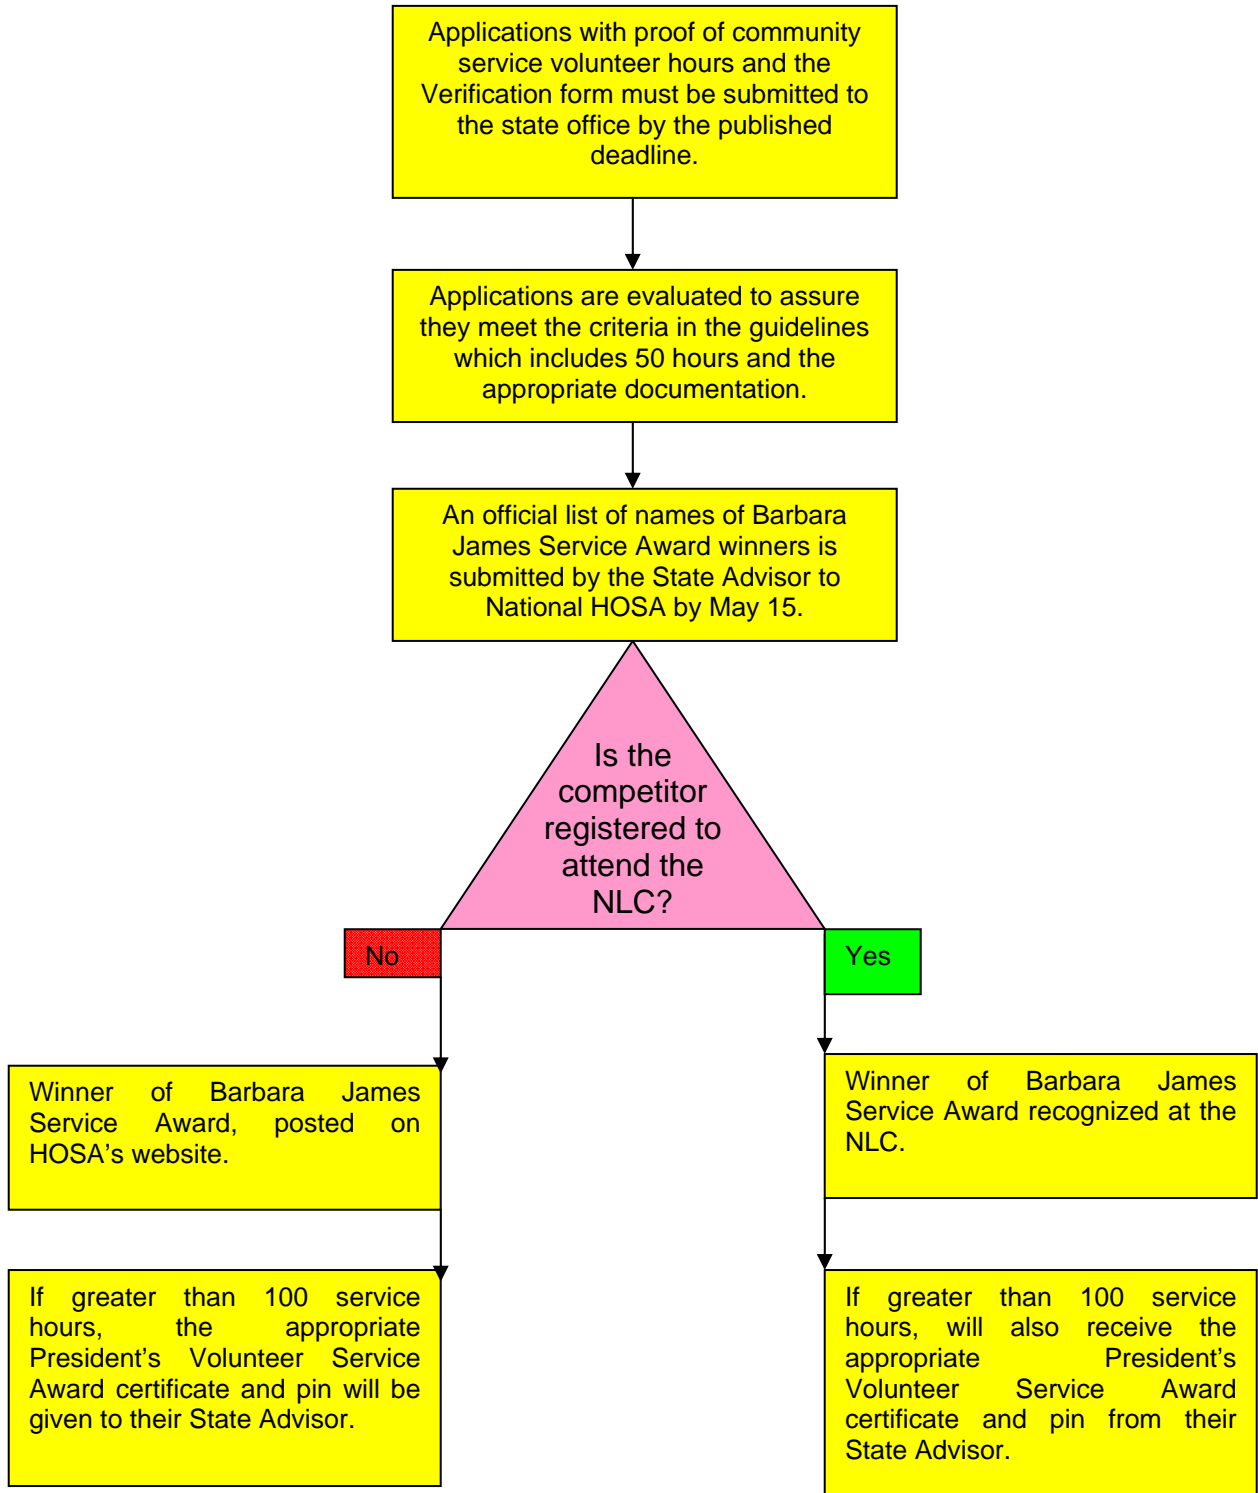 Applications with proof of community
service volunteer hours and the
Verification form must be submitted to
the state office by the published
deadline.
Applications are evaluated to assure
they meet the criteria in the guidelines
which includes 50 hours and the
appropriate documentation.
An official list of names of Barbara
James Service Award winners is
submitted by the State Advisor to
National HOSA by May 15.
Is the
competitor
registered to
attend the
NLC?
No
Yes
Winner of Barbara James
Service Award, posted on
HOSA's website.
Winner of Barbara James
Service Award recognized at the
NLC.
If greater than 100 service
hours, the appropriate
President's Volunteer Service
Award certificate and pin will be
given to their State Advisor.
If greater than 100 service
hours, will also receive the
appropriate President's
Volunteer Service Award
certificate and pin from their
State Advisor.